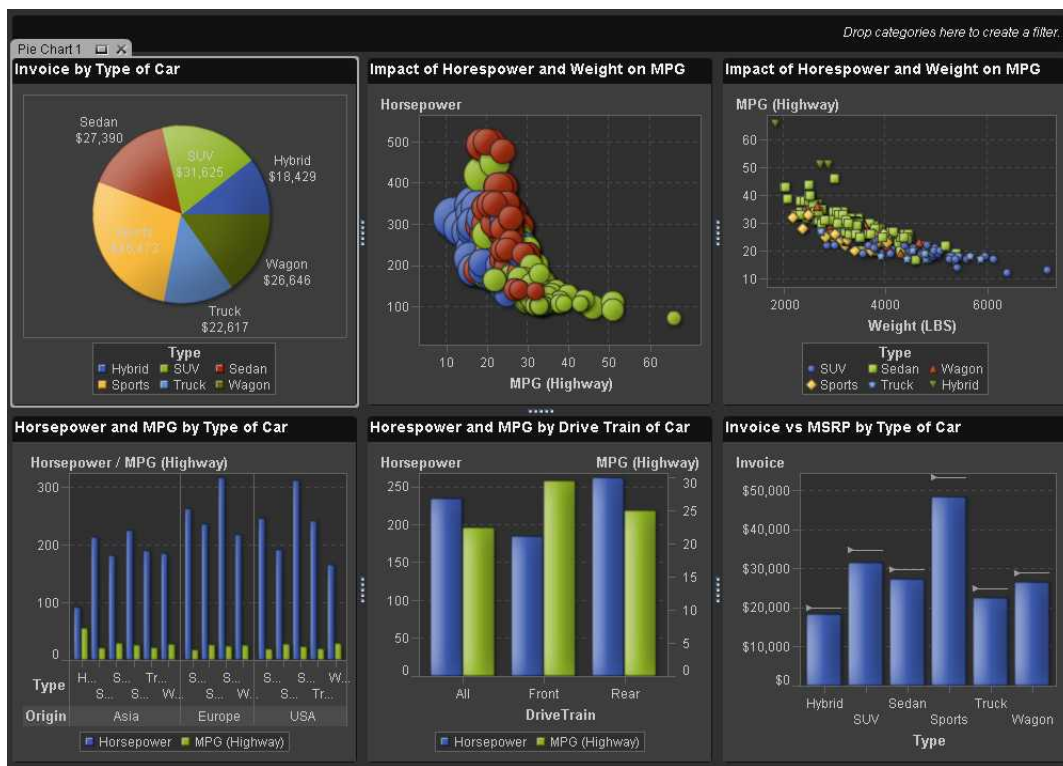 Drop categories here to create a filter.
Pie Chart 1
Invoice by Type of Car
Sedan
$27,390
SUV
$31,625
Hybrid
$18,429
Wagon
$26,646
Truck
$22,617
Type
Hybrid SUV Sedan
Sports Truck Wagon
Impact of Horespower and Weight on MPG
Horsepower
500
400
300
200
100
10 20 30 40 50 60
MPG (Highway)
Impact of Horespower and Weight on MPG
MPG (Highway)
60
50
40
30
20
10
2000 4000 6000
Weight (LBS)
Type
SUV Sedan Wagon
Sports Truck Hybrid
Horsepower and MPG by Type of Car
Horsepower / MPG (Highway)
300
200
100
0
H... S... Tr... S... S... S... S... W...
Type S... S... W... S... W... S... Tr...
Origin Asia Europe USA
Horsepower MPG (Highway)
Horespower and MPG by Drive Train of Car
Horsepower MPG (Highway)
250 30
200 25
150 20
100 15
50 10
0 5
0
All Front Rear
DriveTrain
Horsepower MPG (Highway)
Invoice vs MSRP by Type of Car
Invoice
$50,000
$40,000
$30,000
$20,000
$10,000
$0
Hybrid Sedan Truck
SUV Sports Wagon
Type